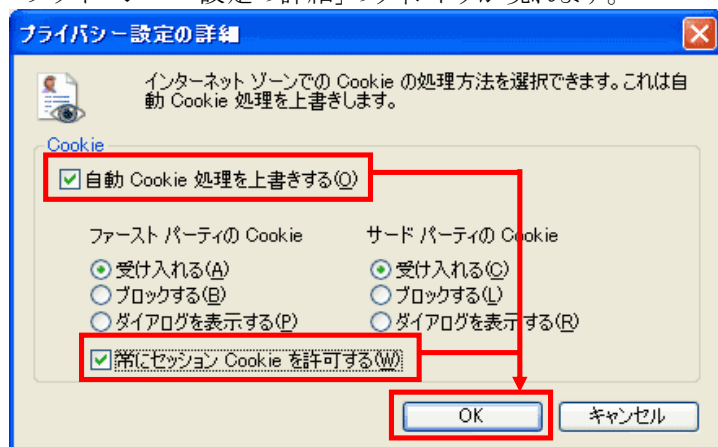 プライバシー設定の詳細
インターネット ゾーンでの Cookie の処理方法を選択できます。これは自
動 Cookie 処理を上書きします。
Cookie
自動 Cookie 処理を上書きする(O)
ファースト パーティの Cookie サード パーティの Cookie
受け入れる(A) 受け入れる(C)
ブロックする(B) ブロックする(L)
ダイアログを表示する(P) ダイアログを表示する(R)
常にセッション Cookie を許可する(W)
OK キャンセル